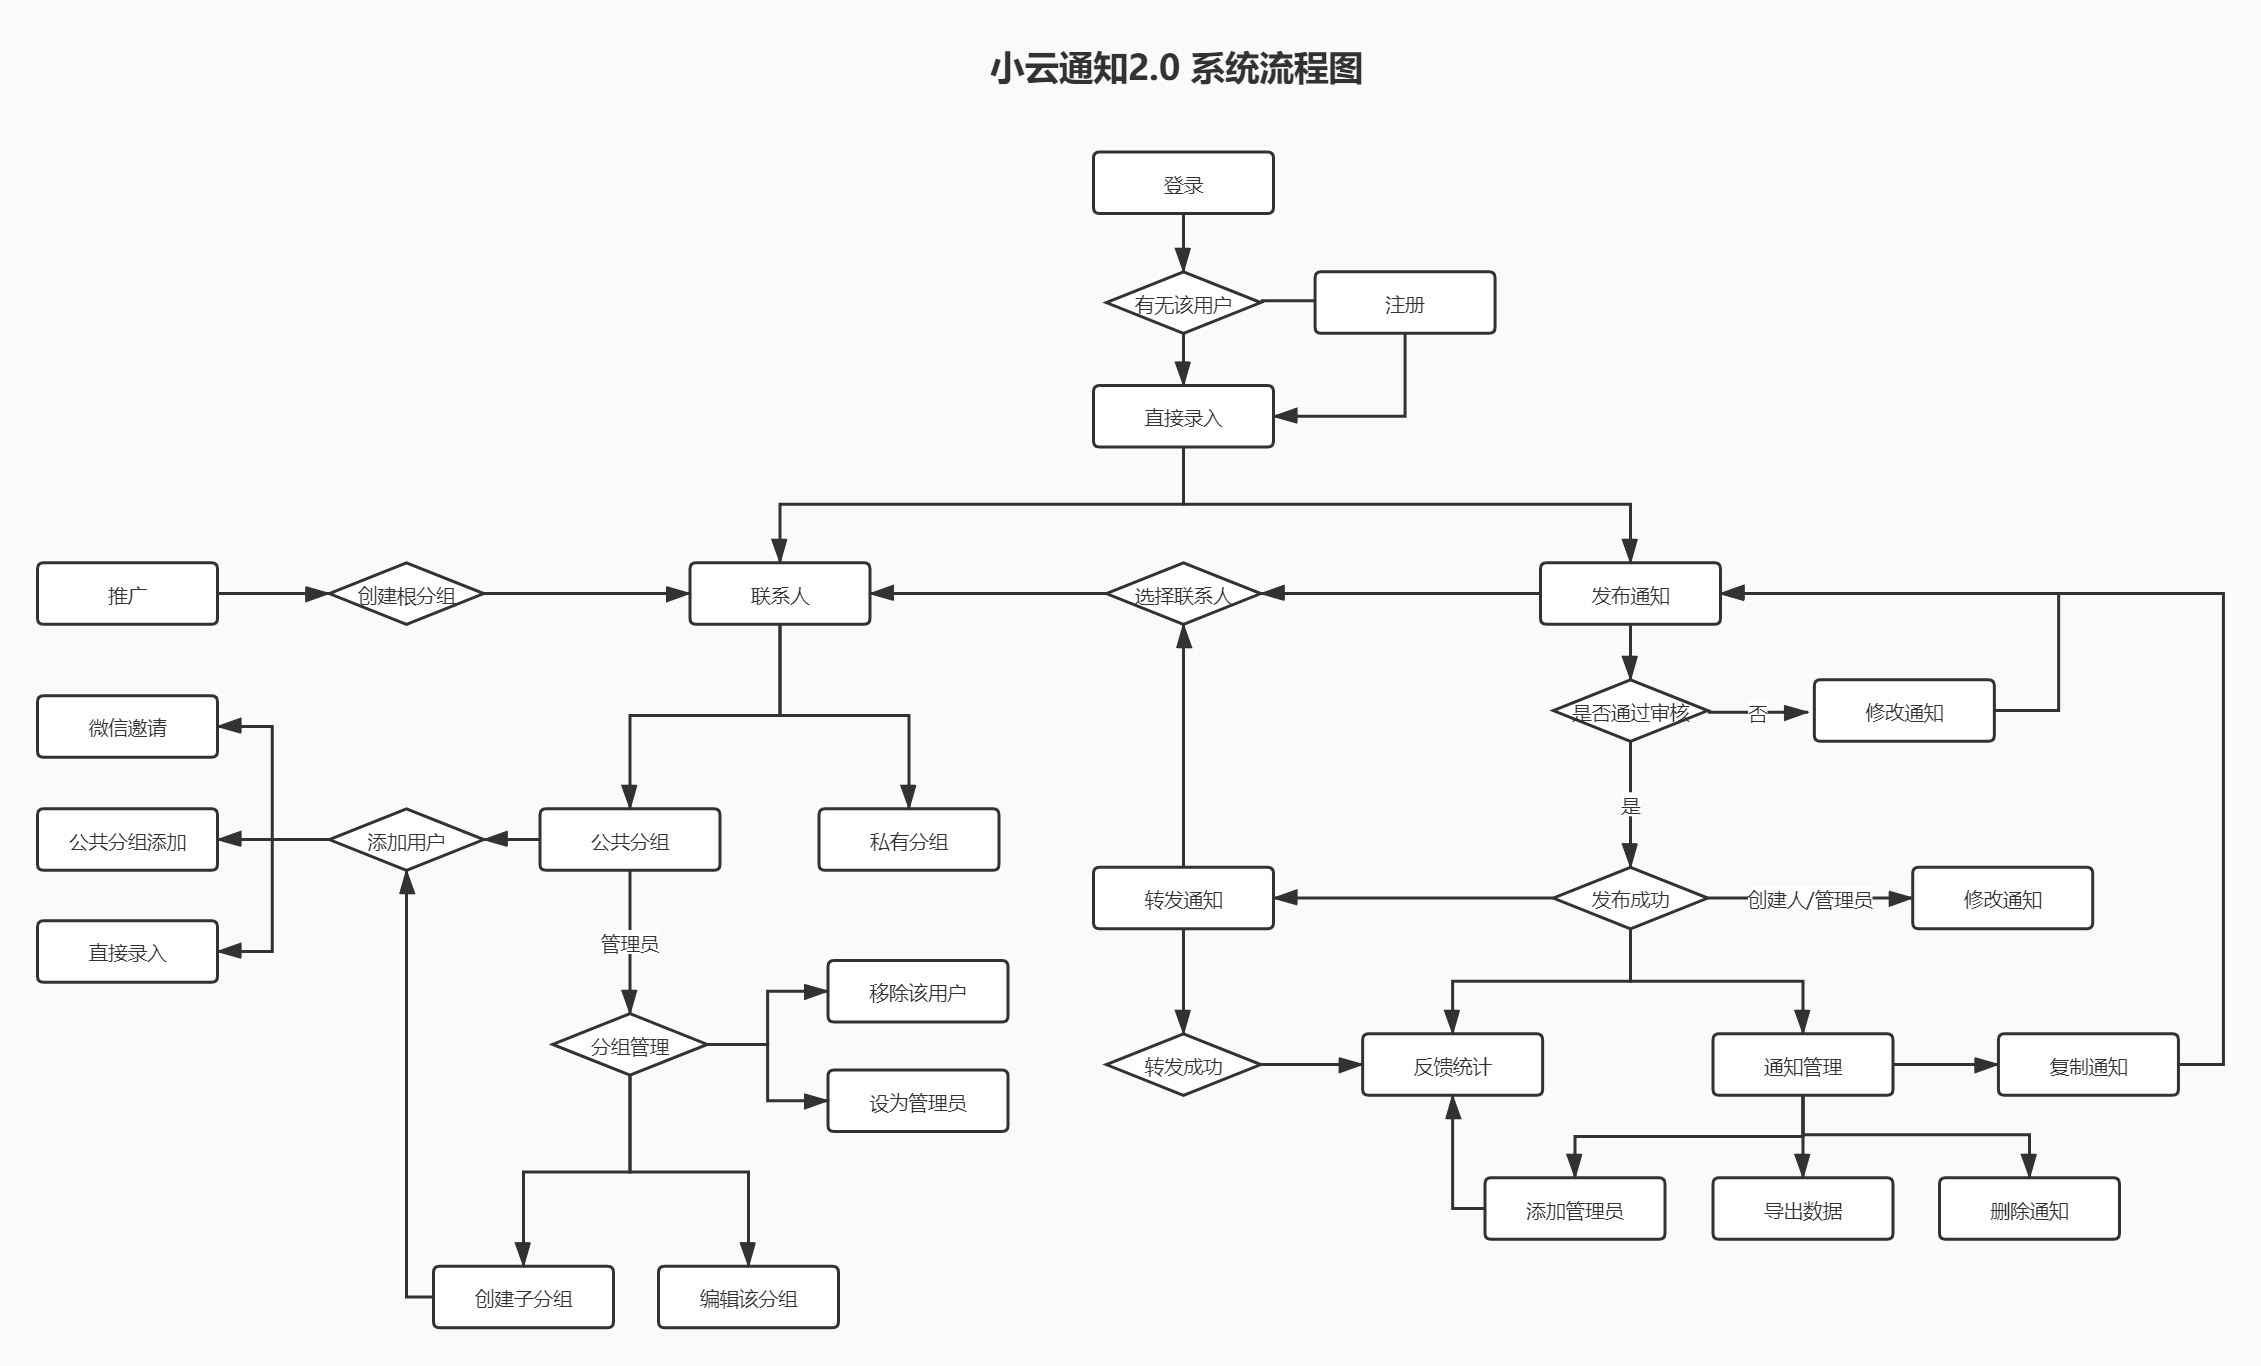 小云通知2.0 系统流程图
登录
有无该用户
注册
直接录入
推广
创建根分组
联系人
选择联系人
发布通知
微信邀请
是否通过审核
否
修改通知
是
公共分组添加
添加用户
公共分组
私有分组
转发通知
发布成功
创建人/管理员
修改通知
直接录入
管理员
移除该用户
分组管理
设为管理员
转发成功
反馈统计
通知管理
复制通知
添加管理员
导出数据
删除通知
创建子分组
编辑该分组